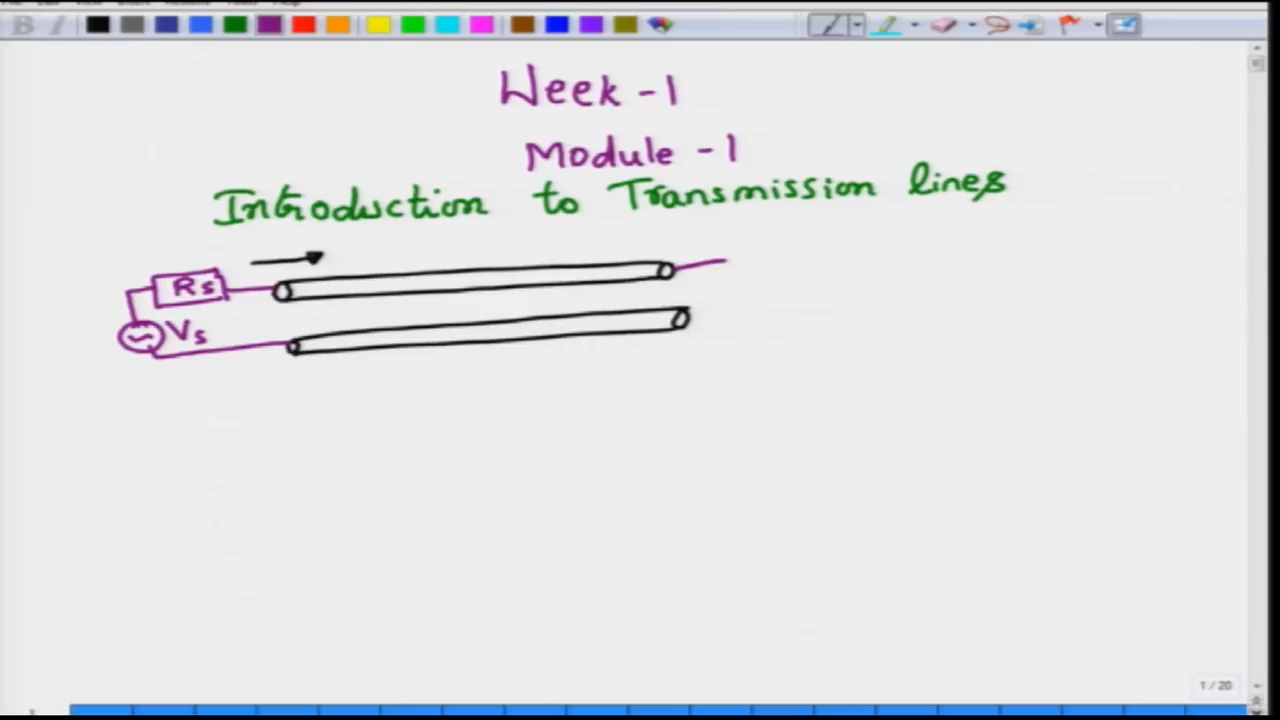 B I
Week - 1
Module - 1
Introduction to Transmission lines
Rs
Vs
1 / 20